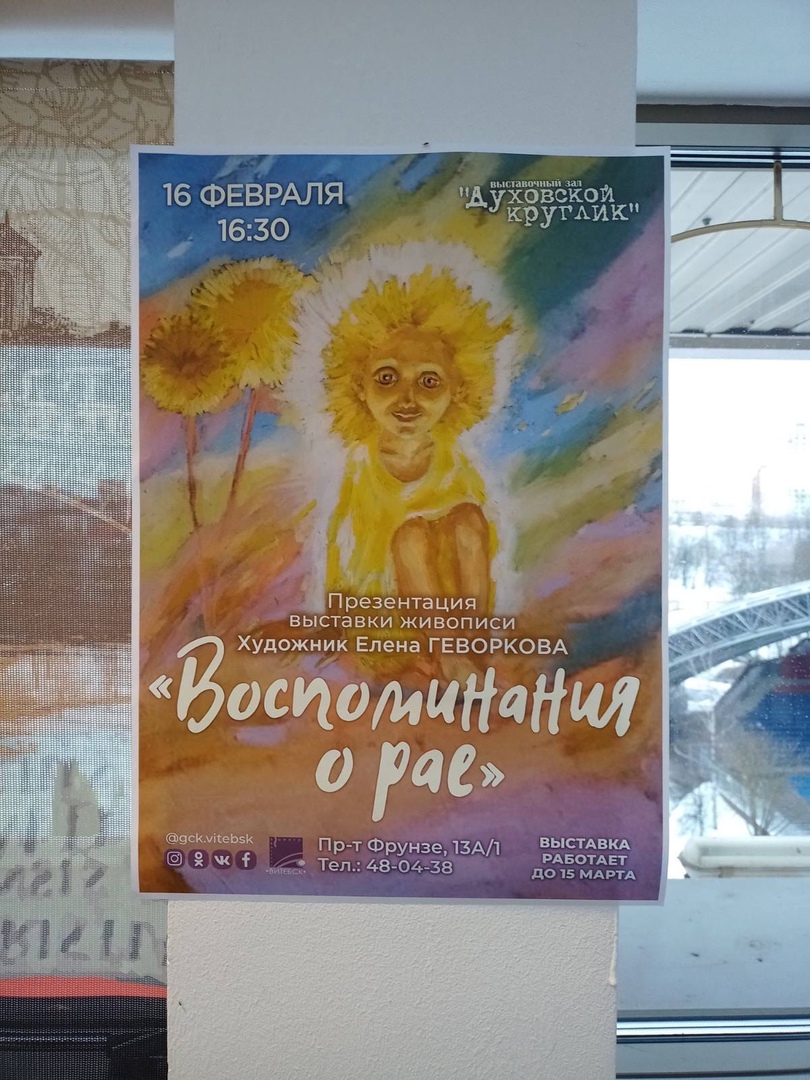 16 ФЕВРАЛЯ
16:30
ВЫСТАВОЧНЫЙ ЗАЛ
"ДУХОВСКОЙ
КРУГЛИК"
Презентация
выставки живописи
Художник Елена ГЕВОРКОВА
«Воспоминания
о рае»
@gck.vitebsk
•ВИТЕБСК•
Пр-т Фрунзе, 13А/1
Тел.: 48-04-38
ВЫСТАВКА
РАБОТАЕТ
ДО 15 МАРТА